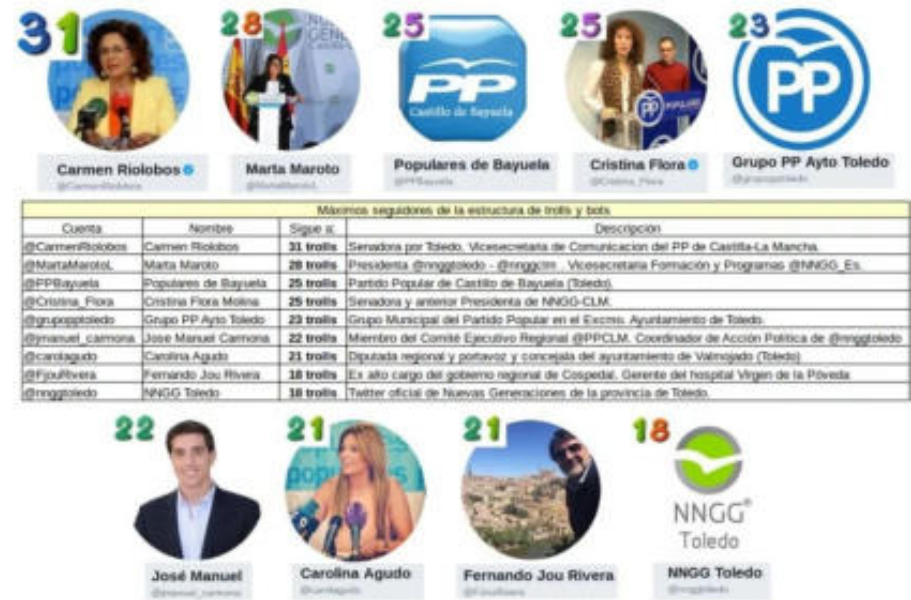 31
28
25
25
23
PP
Castillo de Bayuela
PP
PP
Carmen Riolobos
@CarmenRiolobos
Marta Maroto
@MartaMarotoL
Populares de Bayuela
@PPBayuela
Cristina Flora
@Cristina_Flora
Grupo PP Ayto Toledo
@grupopptoledo
Máximos seguidores de la estructura de trolls y bots
Cuenta Nombre Sigue a: Descripción
@CarmenRiolobos Carmen Riolobos 31 trolls Senadora por Toledo. Vicesecretaria de Comunicacion del PP de Castilla-La Mancha.
@MartaMarotoL Marta Maroto 28 trolls Presidenta @nnggtoledo - @nnggclm . Vicesecretaria Formación y Programas @NNGG_Es.
@PPBayuela Populares de Bayuela 25 trolls Partido Popular de Castillo de Bayuela (Toledo).
@Cristina_Flora Cristina Flora Molina 25 trolls Senadora y anterior Presidenta de NNGG-CLM.
@grupopptoledo Grupo PP Ayto Toledo 23 trolls Grupo Municipal del Partido Popular en el Excmo. Ayuntamiento de Toledo.
@jmanuel_carmona Jose Manuel Carmona 22 trolls Miembro del Comité Ejecutivo Regional @PPCLM. Coordinador de Acción Política de @nnggtoledo
@carolagudo Carolina Agudo 21 trolls Diputada regional y portavoz y concejala del ayuntamiento de Valmojado (Toledo)
@FjouRivera Fernando Jou Rivera 18 trolls Ex alto cargo del gobierno regional de Cospedal. Gerente del hospital Virgen de la Póveda
@nnggtoledo NNGG Toledo 18 trolls Twitter oficial de Nuevas Generaciones de la provincia de Toledo.
22
21
21
18
NNGG
Toledo
José Manuel
@jmanuel_carmona
Carolina Agudo
@carolagudo
Fernando Jou Rivera
@FjouRivera
NNGG Toledo
@nnggtoledo